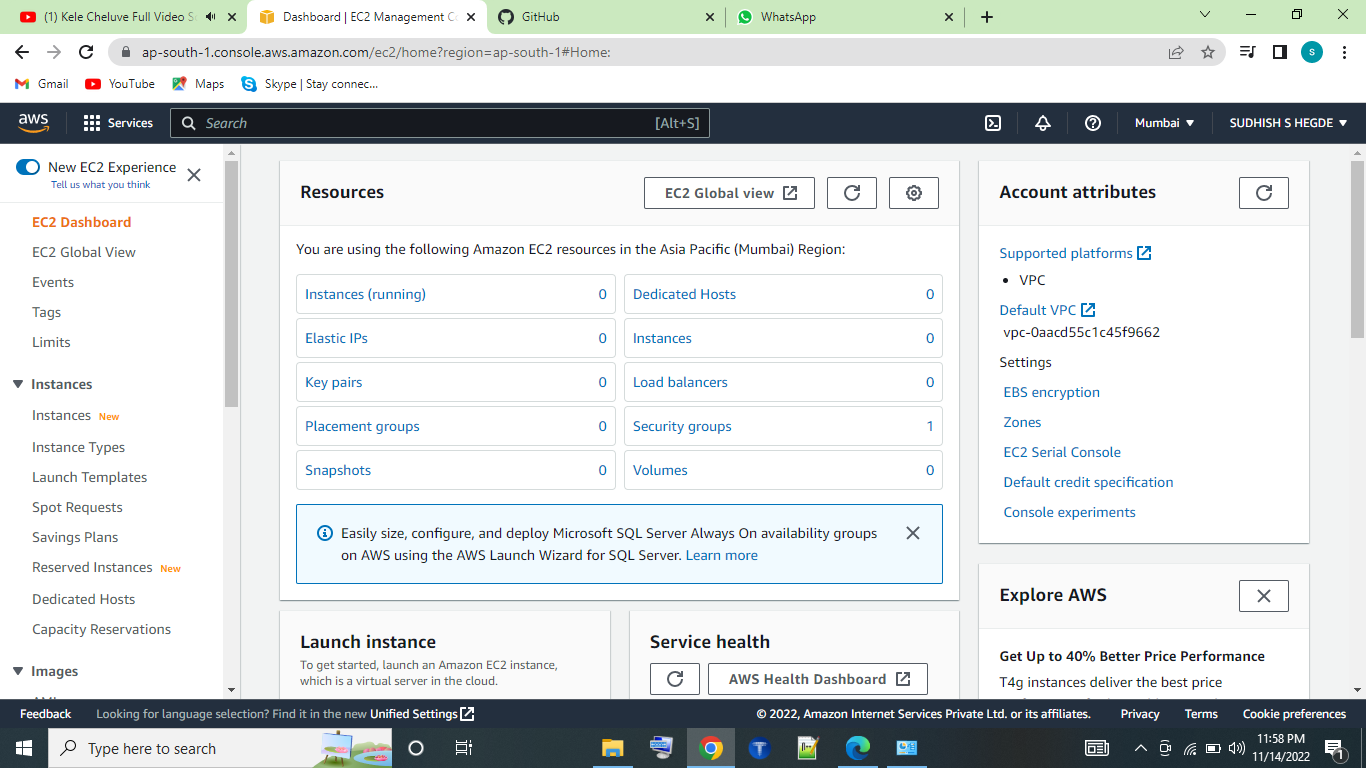 (1) Kele Cheluve Full Video S
Dashboard | EC2 Management C
GitHub
WhatsApp
ap-south-1.console.aws.amazon.com/ec2/home?region=ap-south-1#Home:
S
Gmail
YouTube
Maps
Skype | Stay connec...
aws
Services
Search
[Alt+S]
Mumbai
SUDHISH S HEGDE
New EC2 Experience
Tell us what you think
EC2 Dashboard
EC2 Global View
Events
Tags
Limits
Instances
Instances New
Instance Types
Launch Templates
Spot Requests
Savings Plans
Reserved Instances New
Dedicated Hosts
Capacity Reservations
Images
Resources
EC2 Global view
You are using the following Amazon EC2 resources in the Asia Pacific (Mumbai) Region:
Instances (running) 0
Dedicated Hosts 0
Elastic IPs 0
Instances 0
Key pairs 0
Load balancers 0
Placement groups 0
Security groups 1
Snapshots 0
Volumes 0
Easily size, configure, and deploy Microsoft SQL Server Always On availability groups
on AWS using the AWS Launch Wizard for SQL Server. Learn more
Launch instance
To get started, launch an Amazon EC2 instance,
which is a virtual server in the cloud.
Service health
AWS Health Dashboard
Account attributes
Supported platforms
• VPC
Default VPC
vpc-0aacd55c1c45f9662
Settings
EBS encryption
Zones
EC2 Serial Console
Default credit specification
Console experiments
Explore AWS
Get Up to 40% Better Price Performance
T4g instances deliver the best price
Feedback
Looking for language selection? Find it in the new Unified Settings
© 2022, Amazon Internet Services Private Ltd. or its affiliates.
Privacy
Terms
Cookie preferences
Type here to search
11:58 PM
11/14/2022
1